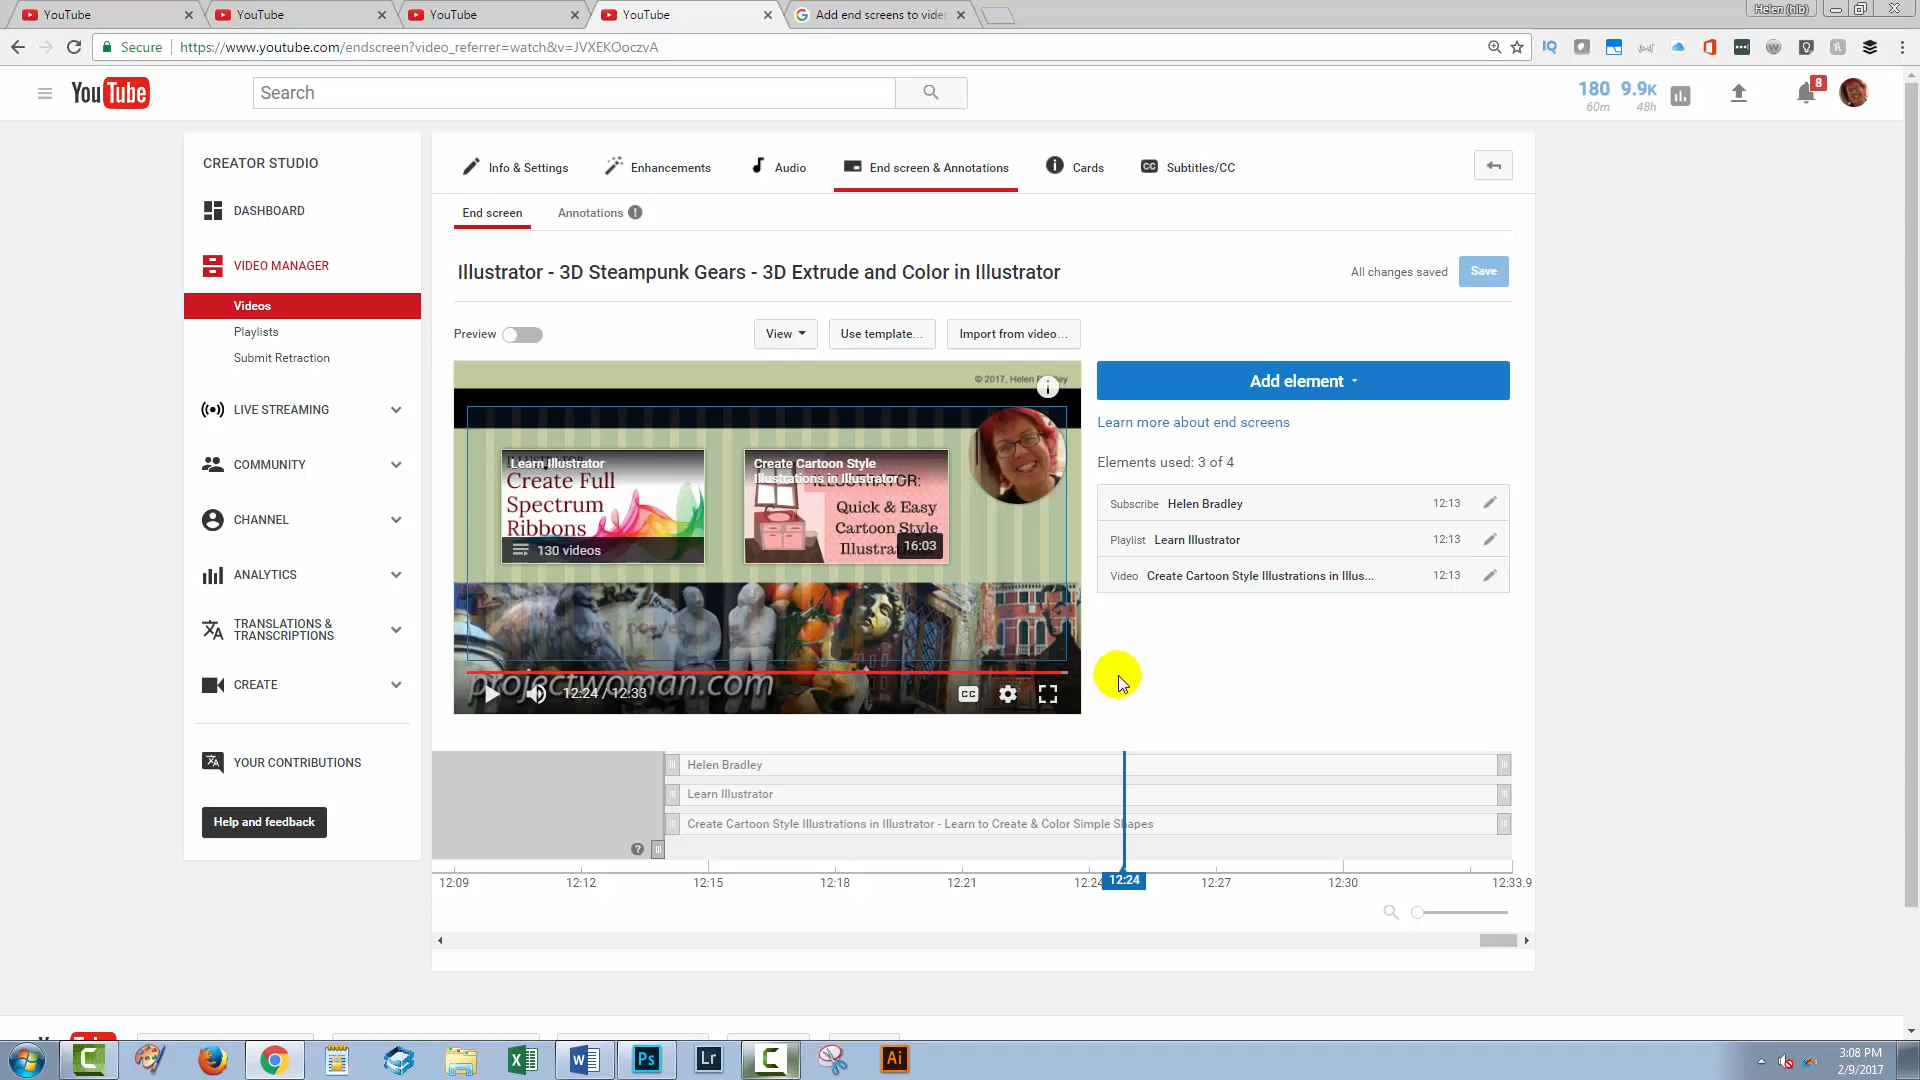 YouTube
YouTube
YouTube
YouTube
Add end screens to vide
Helen (hlb)
Secure
https://www.youtube.com/endscreen?video_referrer=watch&v=JVXEKOoczvA
YouTube
Search
180
60m
9.9K
48h
8
CREATOR STUDIO
DASHBOARD
VIDEO MANAGER
Videos
Playlists
Submit Retraction
LIVE STREAMING
COMMUNITY
CHANNEL
ANALYTICS
TRANSLATIONS &
TRANSCRIPTIONS
CREATE
YOUR CONTRIBUTIONS
Help and feedback
Info & Settings
Enhancements
Audio
End screen & Annotations
Cards
Subtitles/CC
End screen
Annotations
Illustrator - 3D Steampunk Gears - 3D Extrude and Color in Illustrator
All changes saved
Save
Preview
View
Use template...
Import from video...
© 2017, Helen
Learn Illustrator
Create Full
Spectrum
Ribbons
130 videos
Create Cartoon Style
Illustrations in Illustrator-
ILLUSTRATOR:
Quick & Easy
Cartoon Style
16:03
projectwoman.com
12:24 / 12:33
CC
Add element
Learn more about end screens
Elements used: 3 of 4
Subscribe Helen Bradley 12:13
Playlist Learn Illustrator 12:13
Video Create Cartoon Style Illustrations in Illus... 12:13
Helen Bradley
Learn Illustrator
Create Cartoon Style Illustrations in Illustrator - Learn to Create & Color Simple Shapes
12:09
12:12
12:15
12:18
12:21
12:24
12:24
12:27
12:30
12:33.9
Ps
Lr
Ai
3:08 PM
2/9/2017